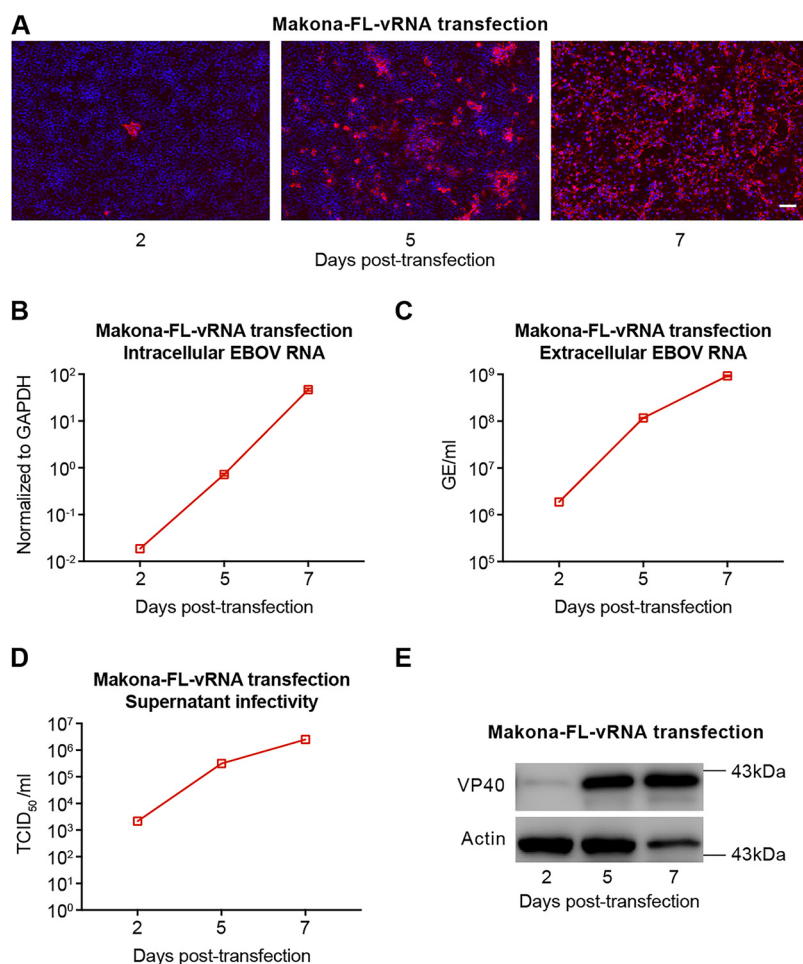 A
Makona-FL-vRNA transfection
2
5
7
Days post-transfection
B
Makona-FL-vRNA transfection
Intracellular EBOV RNA
Normalized to GAPDH
10²
10¹
10⁰
10⁻¹
10⁻²
2
5
7
Days post-transfection
C
Makona-FL-vRNA transfection
Extracellular EBOV RNA
GE/ml
10⁹
10⁸
10⁷
10⁶
10⁵
2
5
7
Days post-transfection
D
Makona-FL-vRNA transfection
Supernatant infectivity
TCID₅₀/ml
10⁷
10⁶
10⁵
10⁴
10³
10²
10¹
10⁰
2
5
7
Days post-transfection
E
Makona-FL-vRNA transfection
VP40
43kDa
Actin
43kDa
2
5
7
Days post-transfection